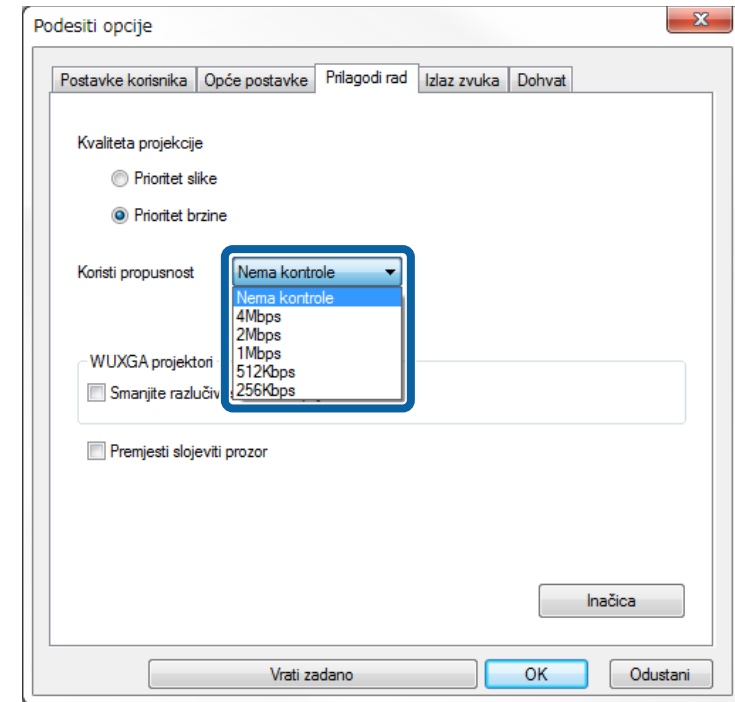 Podesiti opcije
Postavke korisnika Opće postavke Prilagodi rad Izlaz zvuka Dohvat
Kvaliteta projekcije
Prioritet slike
Prioritet brzine
Koristi propusnost Nema kontrole
Nema kontrole
4Mbps
2Mbps
1Mbps
512Kbps
256Kbps
WUXGA projektori
Smanjite
Premjesti slojeviti prozor
Inačica
Vrati zadano OK Odustani